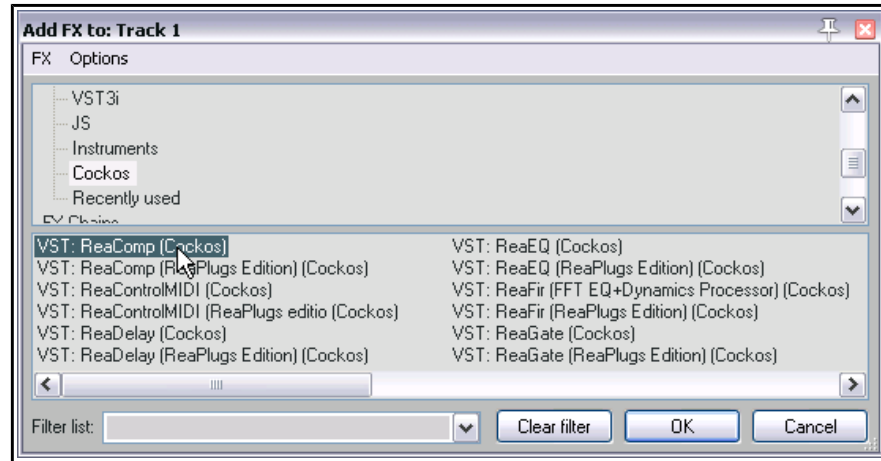 Add FX to: Track 1
FX Options
VST3i
JS
Instruments
Cockos
Recently used
FX Chains
VST: ReaComp (Cockos)
VST: ReaComp (ReaPlugs Edition) (Cockos)
VST: ReaControlMIDI (Cockos)
VST: ReaControlMIDI (ReaPlugs editio (Cockos)
VST: ReaDelay (Cockos)
VST: ReaDelay (ReaPlugs Edition) (Cockos)
VST: ReaEQ (Cockos)
VST: ReaEQ (ReaPlugs Edition) (Cockos)
VST: ReaFir (FFT EQ+Dynamics Processor) (Cockos)
VST: ReaFir (ReaPlugs Edition) (Cockos)
VST: ReaGate (Cockos)
VST: ReaGate (ReaPlugs Edition) (Cockos)
Filter list: Clear filter OK Cancel